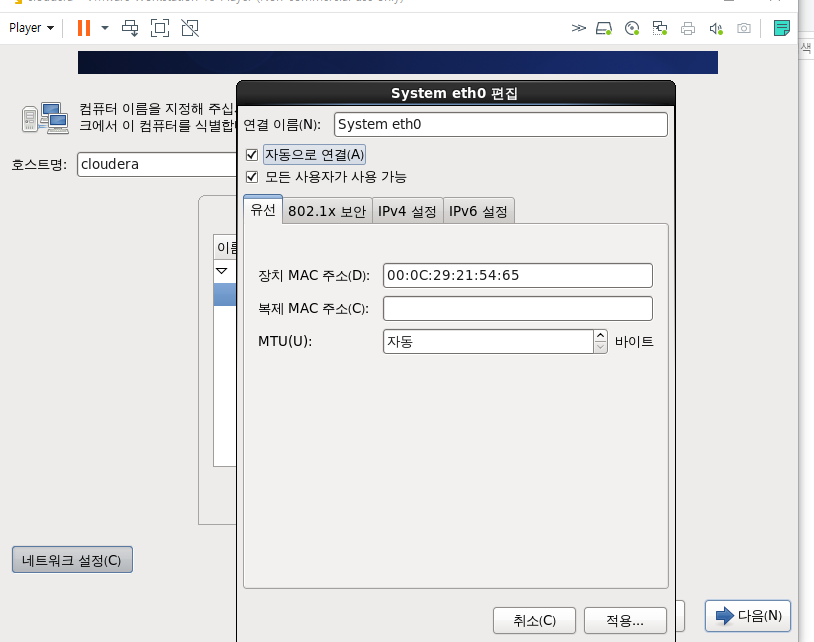 Player
색
System eth0 편집
컴퓨터 이름을 지정해 주십
크에서 이 컴퓨터를 식별합
호스트명:
cloudera
연결 이름(N):
System eth0
자동으로 연결(A)
모든 사용자가 사용 가능
유선
802.1x 보안
IPv4 설정
IPv6 설정
이름
장치 MAC 주소(D):
00:0C:29:21:54:65
복제 MAC 주소(C):
MTU(U):
자동
바이트
네트워크 설정(C)
취소(C)
적용...
다음(N)